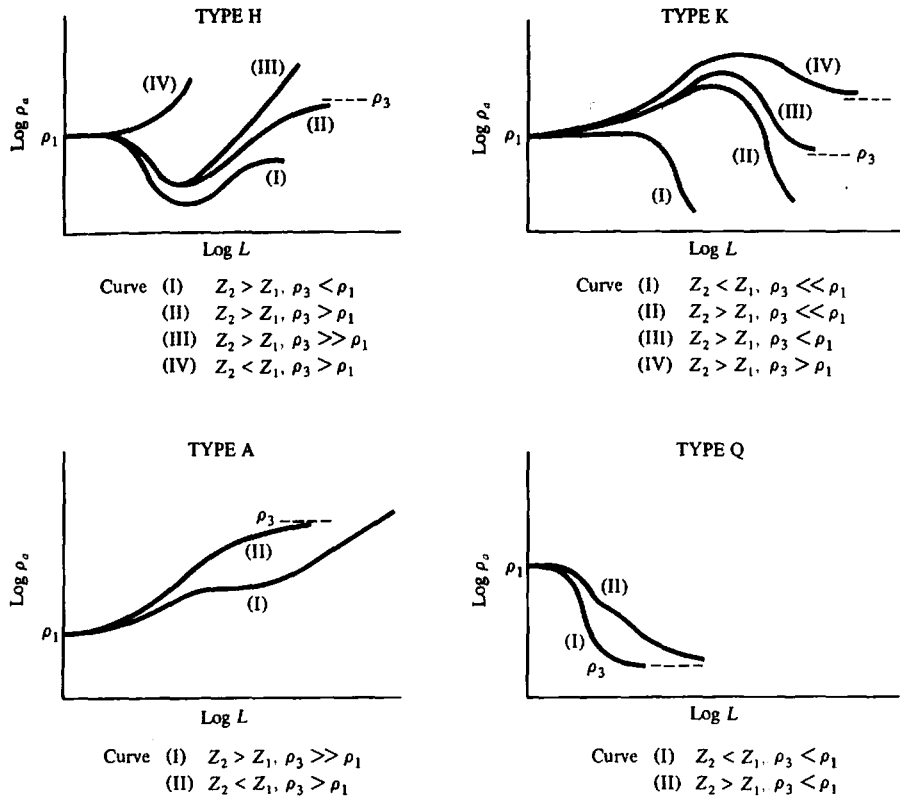 TYPE H
Log ρa
ρ1
(IV)
(III)
ρ3
(II)
(I)
Log L
Curve (I) Z2 > Z1, ρ3 < ρ1
(II) Z2 > Z1, ρ3 > ρ1
(III) Z2 > Z1, ρ3 >> ρ1
(IV) Z2 < Z1, ρ3 > ρ1
TYPE K
Log ρa
ρ1
(IV)
(III)
ρ3
(II)
(I)
Log L
Curve (I) Z2 < Z1, ρ3 << ρ1
(II) Z2 > Z1, ρ3 << ρ1
(III) Z2 > Z1, ρ3 < ρ1
(IV) Z2 > Z1, ρ3 > ρ1
TYPE A
Log ρa
ρ1
ρ3
(II)
(I)
Log L
Curve (I) Z2 > Z1, ρ3 >> ρ1
(II) Z2 < Z1, ρ3 > ρ1
TYPE Q
Log ρa
ρ1
(II)
(I)
ρ3
Log L
Curve (I) Z2 < Z1, ρ3 < ρ1
(II) Z2 > Z1, ρ3 < ρ1